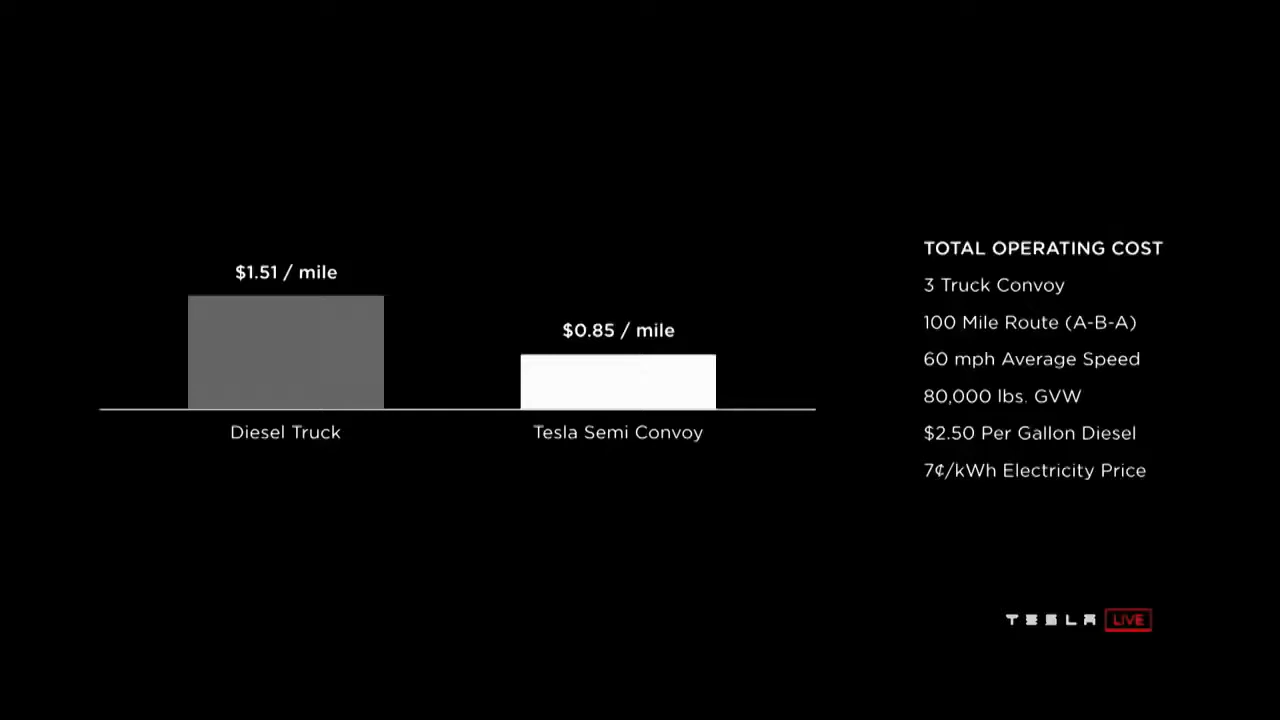 $1.51 / mile
$0.85 / mile
Diesel Truck
Tesla Semi Convoy
TOTAL OPERATING COST
3 Truck Convoy
100 Mile Route (A-B-A)
60 mph Average Speed
80,000 lbs. GVW
$2.50 Per Gallon Diesel
7¢/kWh Electricity Price
TESLA LIVE